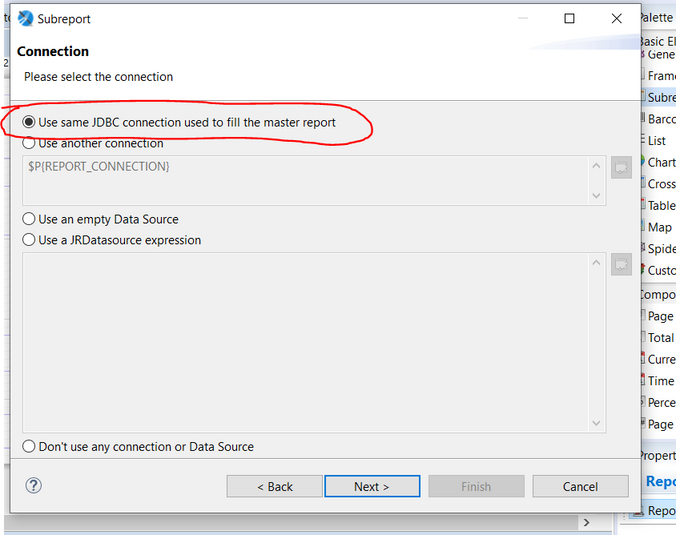 Subreport
Connection
Please select the connection
Use same JDBC connection used to fill the master report
Use another connection
$P{REPORT_CONNECTION}
Use an empty Data Source
Use a JRDatasource expression
Don't use any connection or Data Source
< Back
Next >
Finish
Cancel
2
Palette
Basic El
Gene
Frame
Subre
Barco
List
Chart
Cross
Table
Map
Spide
Custo
Compo
Page
Total
Curre
Time
Perce
Page
Propert
Repo
Repo